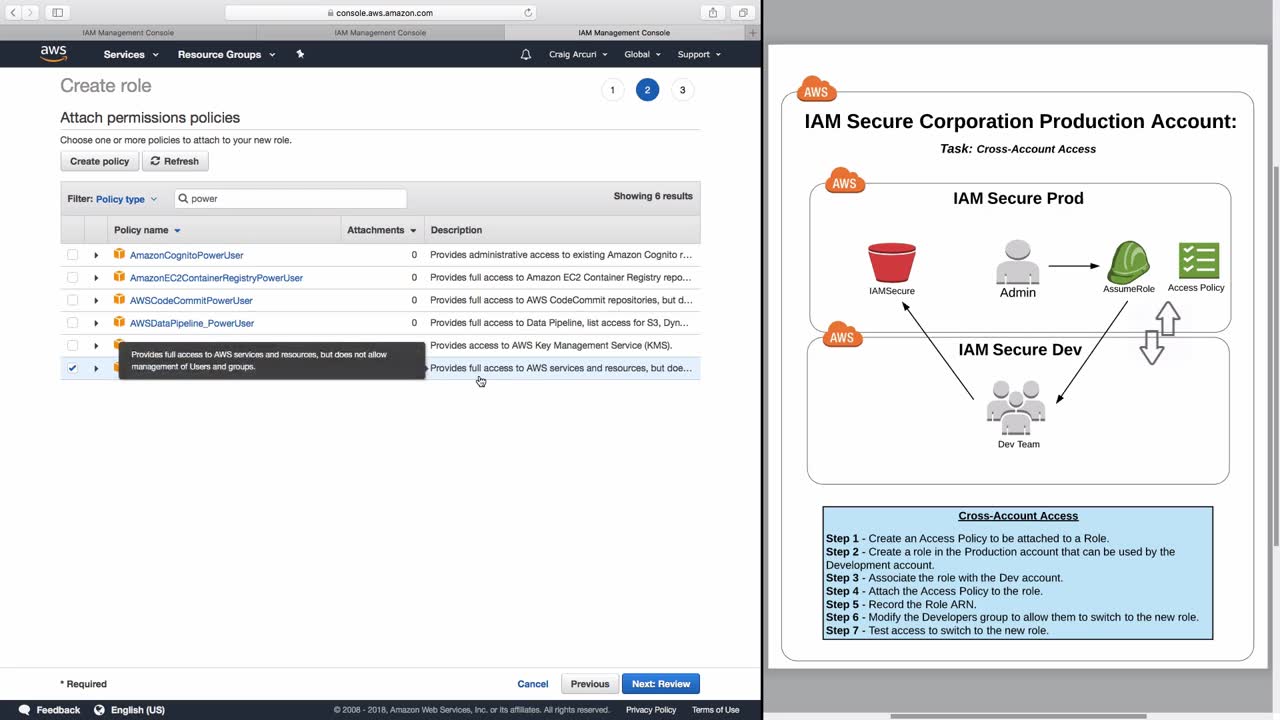 console.aws.amazon.com
IAM Management Console
IAM Management Console
IAM Management Console
aws
Services
Resource Groups
Craig Arcuri
Global
Support
Create role
1
2
3
Attach permissions policies
Choose one or more policies to attach to your new role.
Create policy
Refresh
Filter: Policy type
power
Showing 6 results
Policy name
Attachments
Description
AmazonCognitoPowerUser
0
Provides administrative access to existing Amazon Cognito r...
AmazonEC2ContainerRegistryPowerUser
0
Provides full access to Amazon EC2 Container Registry repo...
AWSCodeCommitPowerUser
0
Provides full access to AWS CodeCommit repositories, but d...
AWSDataPipeline_PowerUser
0
Provides full access to Data Pipeline, list access for S3, Dyn...
Provides access to AWS Key Management Service (KMS).
Provides full access to AWS services and resources, but does not allow
management of Users and groups.
Provides full access to AWS services and resources, but doe...
* Required
Cancel
Previous
Next: Review
Feedback
English (US)
© 2008 - 2018, Amazon Web Services, Inc. or its affiliates. All rights reserved.
Privacy Policy
Terms of Use
AWS
IAM Secure Corporation Production Account:
Task: Cross-Account Access
AWS
IAM Secure Prod
IAMSecure
Admin
AssumeRole
Access Policy
AWS
IAM Secure Dev
Dev Team
Cross-Account Access
Step 1 - Create an Access Policy to be attached to a Role.
Step 2 - Create a role in the Production account that can be used by the
Development account.
Step 3 - Associate the role with the Dev account.
Step 4 - Attach the Access Policy to the role.
Step 5 - Record the Role ARN.
Step 6 - Modify the Developers group to allow them to switch to the new role.
Step 7 - Test access to switch to the new role.